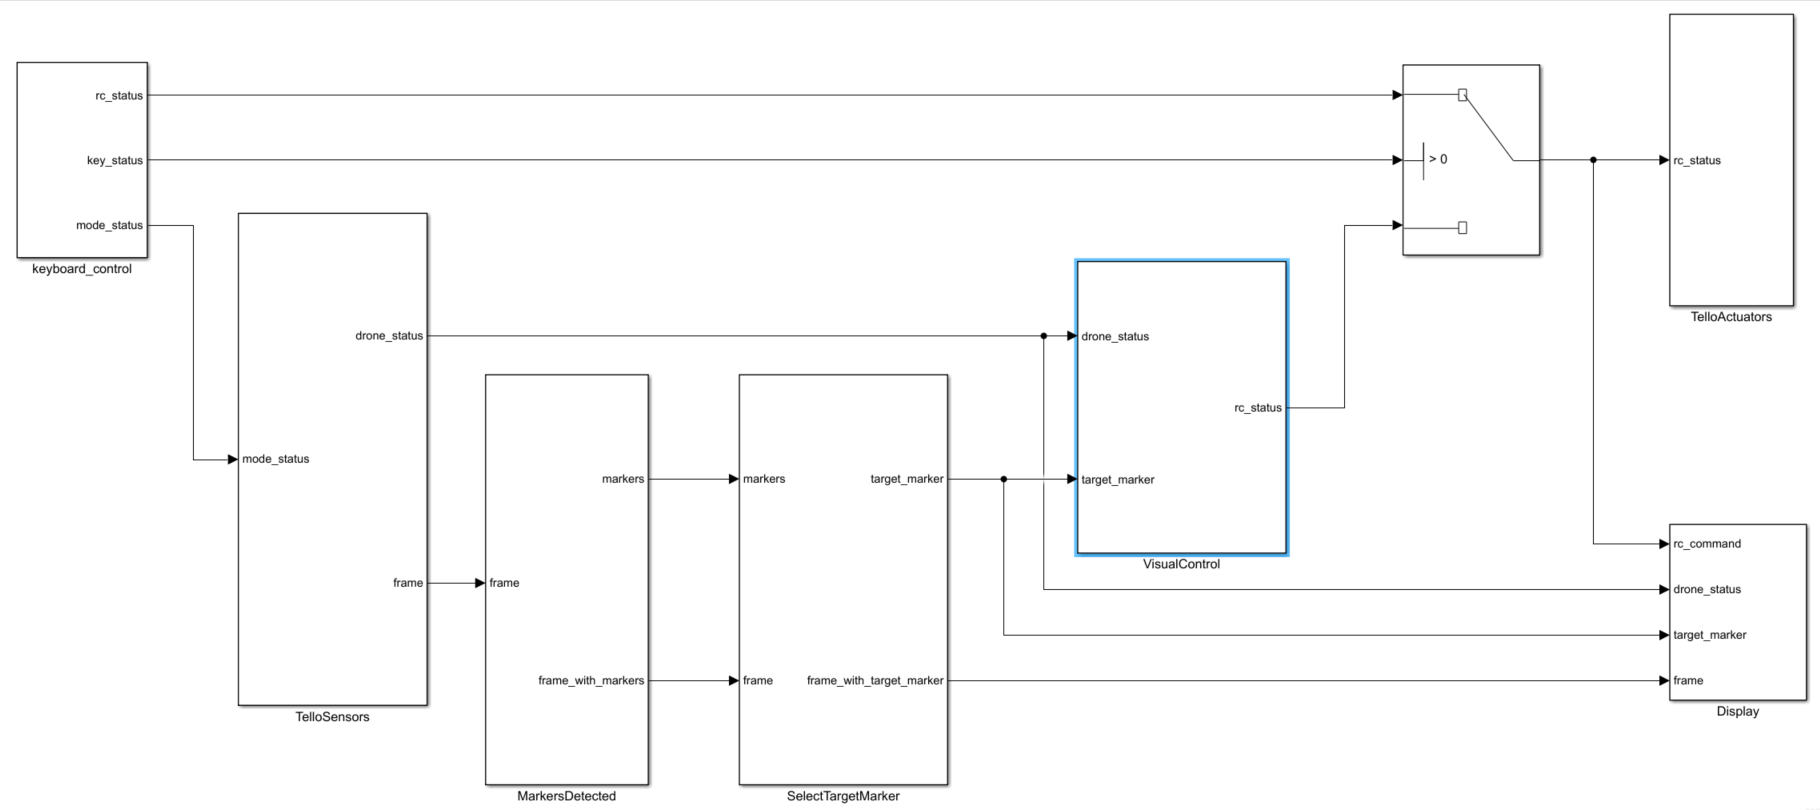 rc_status
key_status
mode_status
keyboard_control
mode_status
drone_status
frame
TelloSensors
frame
markers
frame_with_markers
MarkersDetected
markers
frame
target_marker
frame_with_target_marker
SelectTargetMarker
drone_status
target_marker
rc_status
VisualControl
> 0
rc_status
TelloActuators
rc_command
drone_status
target_marker
frame
Display